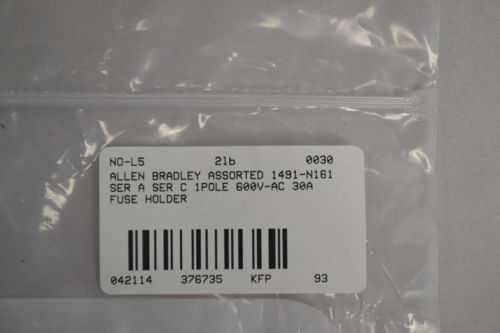 NO-L5 21b 0030
ALLEN BRADLEY ASSORTED 1491-N161
SER A SER C 1POLE 600V-AC 30A
FUSE HOLDER
042114 376735 KFP 93